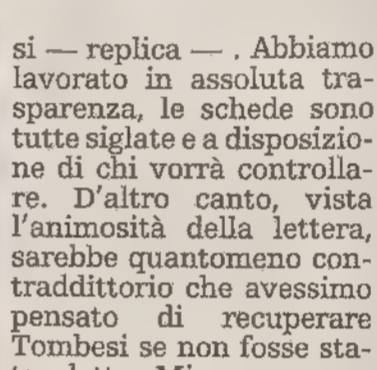 si — replica — . Abbiamo
lavorato in assoluta tra-
sparenza, le schede sono
tutte siglate e a disposizio-
ne di chi vorrà controlla-
re. D'altro canto, vista
l'animosità della lettera,
sarebbe quantomeno con-
traddittorio che avessimo
pensato di recuperare
Tombesi se non fosse sta-